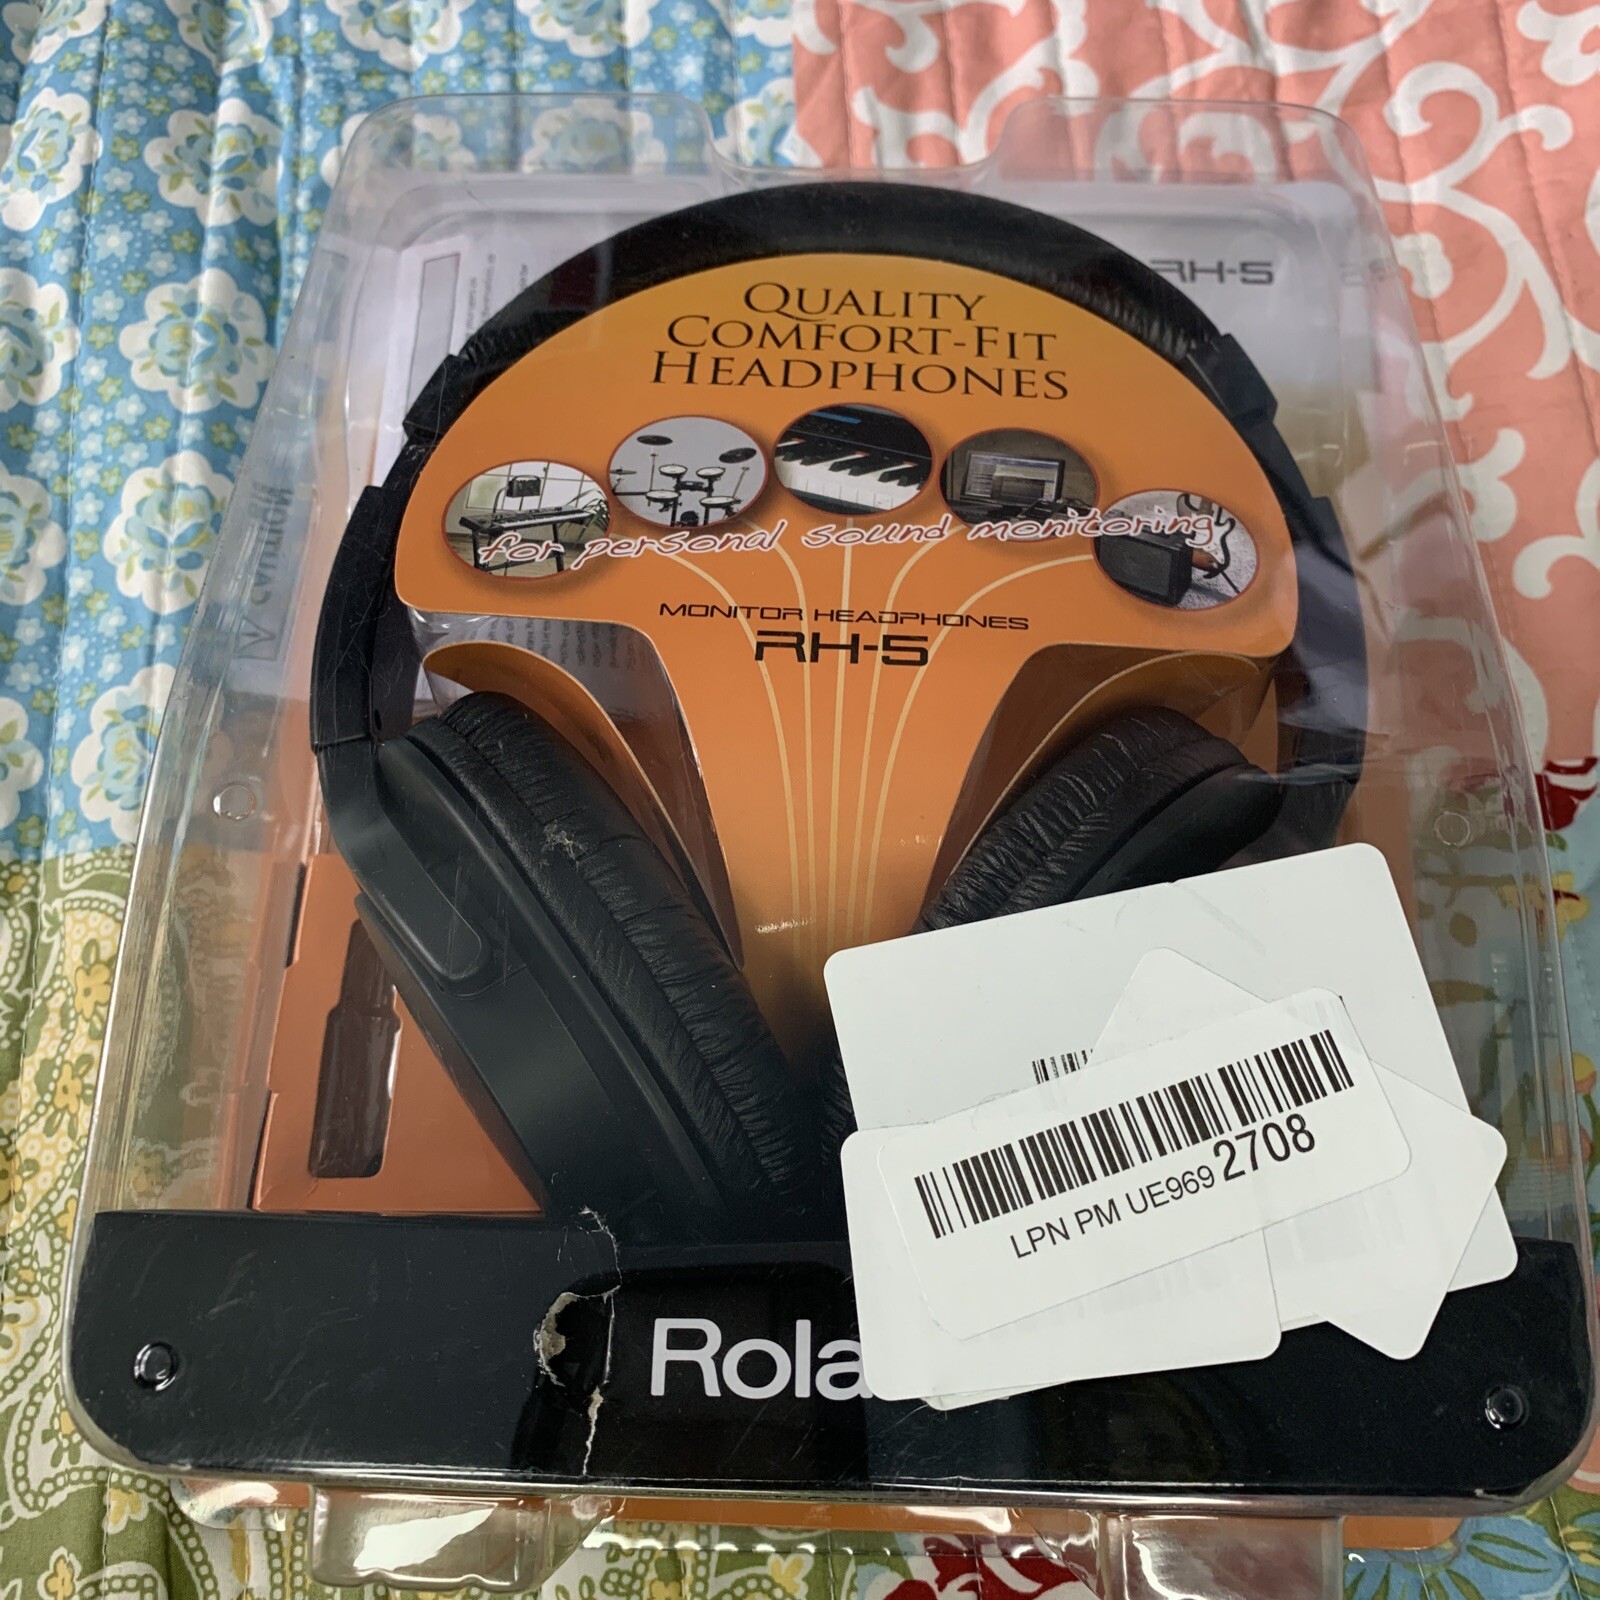 RH-5
QUALITY
COMFORT-FIT
HEADPHONES
for personal sound monitoring
MONITOR HEADPHONES
RH-5
LPN PM UE969 2708
Rola